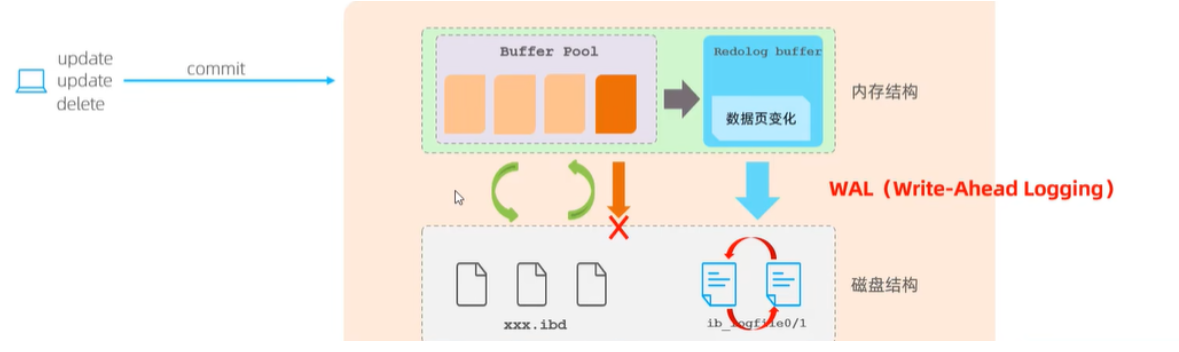 update
update
delete
commit
Buffer Pool
Redolog buffer
数据页变化
内存结构
WAL（Write-Ahead Logging）
xxx.ibd
ib_logfile0/1
磁盘结构